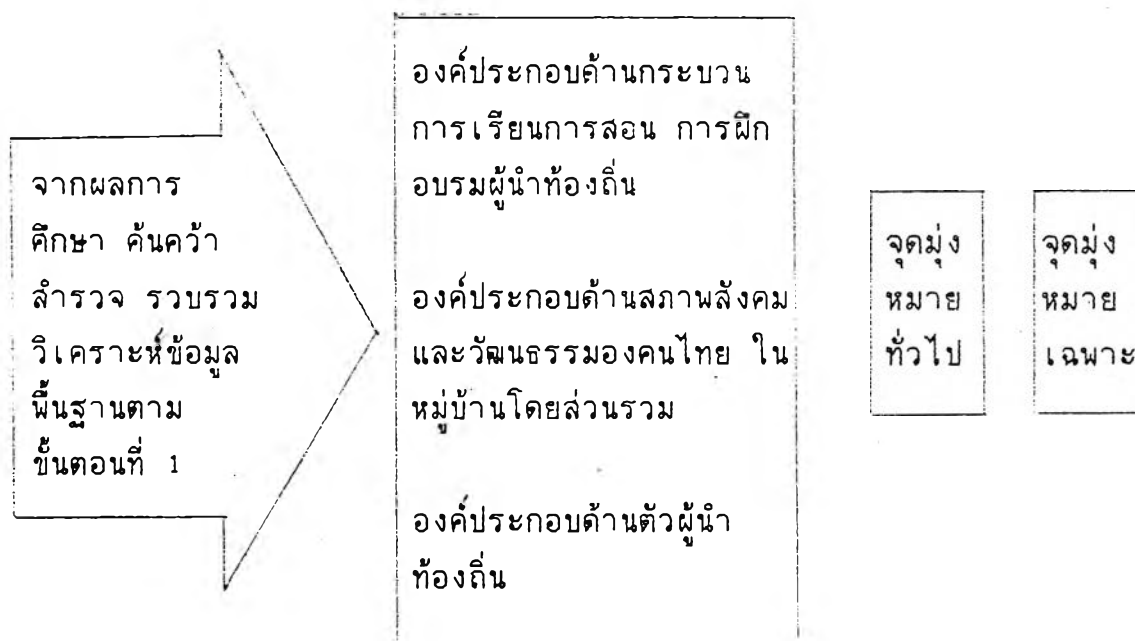 จากผลการ
ศึกษา ค้นคว้า
สำรวจ รวบรวม
วิเคราะห์ข้อมูล
พื้นฐานตาม
ขั้นตอนที่ 1
องค์ประกอบด้านกระบวน
การเรียนการสอน การฝึก
อบรมผู้นำท้องถิ่น
องค์ประกอบด้านสภาพสังคม
และวัฒนธรรมองคนไทย ใน
หมู่บ้านโดยส่วนรวม
องค์ประกอบด้านตัวผู้นำ
ท้องถิ่น
จุดมุ่ง
หมาย
ทั่วไป
จุดมุ่ง
หมาย
เฉพาะ